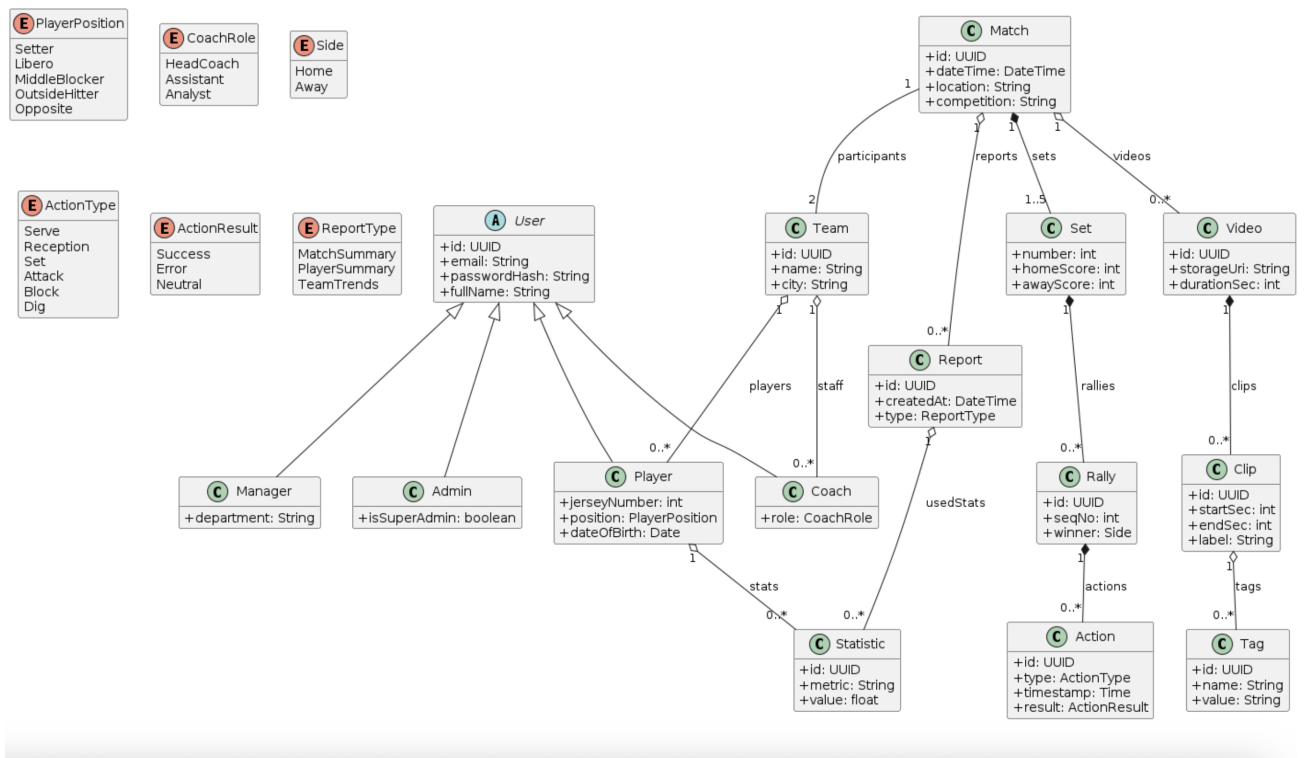 E PlayerPosition
Setter
Libero
MiddleBlocker
OutsideHitter
Opposite
E CoachRole
HeadCoach
Assistant
Analyst
E Side
Home
Away
C Match
+id: UUID
+dateTime: DateTime
+location: String
+competition: String
1
1
1
1
participants
reports
sets
videos
2
0..*
1..5
0..*
E ActionType
Serve
Reception
Set
Attack
Block
Dig
E ActionResult
Success
Error
Neutral
E ReportType
MatchSummary
PlayerSummary
TeamTrends
A User
+id: UUID
+email: String
+passwordHash: String
+fullName: String
C Team
+id: UUID
+name: String
+city: String
C Set
+number: int
+homeScore: int
+awayScore: int
C Video
+id: UUID
+storageUri: String
+durationSec: int
1
1
1
1
C Report
+id: UUID
+createdAt: DateTime
+type: ReportType
players
staff
rallies
clips
0..*
0..*
0..*
0..*
1
C Manager
+department: String
C Admin
+isSuperAdmin: boolean
C Player
+jerseyNumber: int
+position: PlayerPosition
+dateOfBirth: Date
C Coach
+role: CoachRole
usedStats
C Rally
+id: UUID
+seqNo: int
+winner: Side
C Clip
+id: UUID
+startSec: int
+endSec: int
+label: String
1
1
1
stats
actions
tags
0..*
0..*
0..*
0..*
C Statistic
+id: UUID
+metric: String
+value: float
C Action
+id: UUID
+type: ActionType
+timestamp: Time
+result: ActionResult
C Tag
+id: UUID
+name: String
+value: String